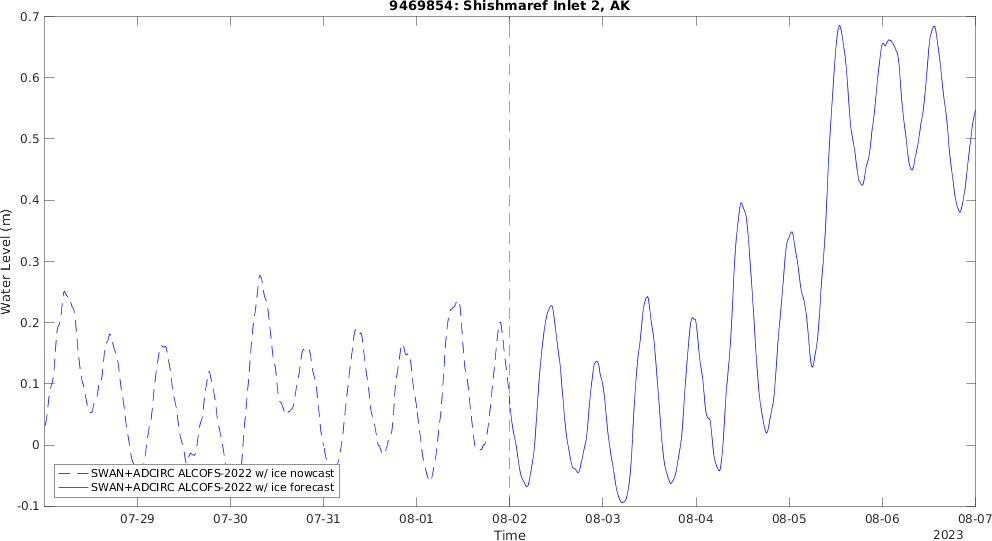 9469854: Shishmaref Inlet 2, AK
0.7
0.6
0.5
0.4
0.3
0.2
0.1
0
-0.1
Water Level (m)
SWAN+ADCIRC ALCOFS-2022 w/ ice nowcast
SWAN+ADCIRC ALCOFS-2022 w/ ice forecast
07-29 07-30 07-31 08-01 08-02 08-03 08-04 08-05 08-06 08-07
Time
2023